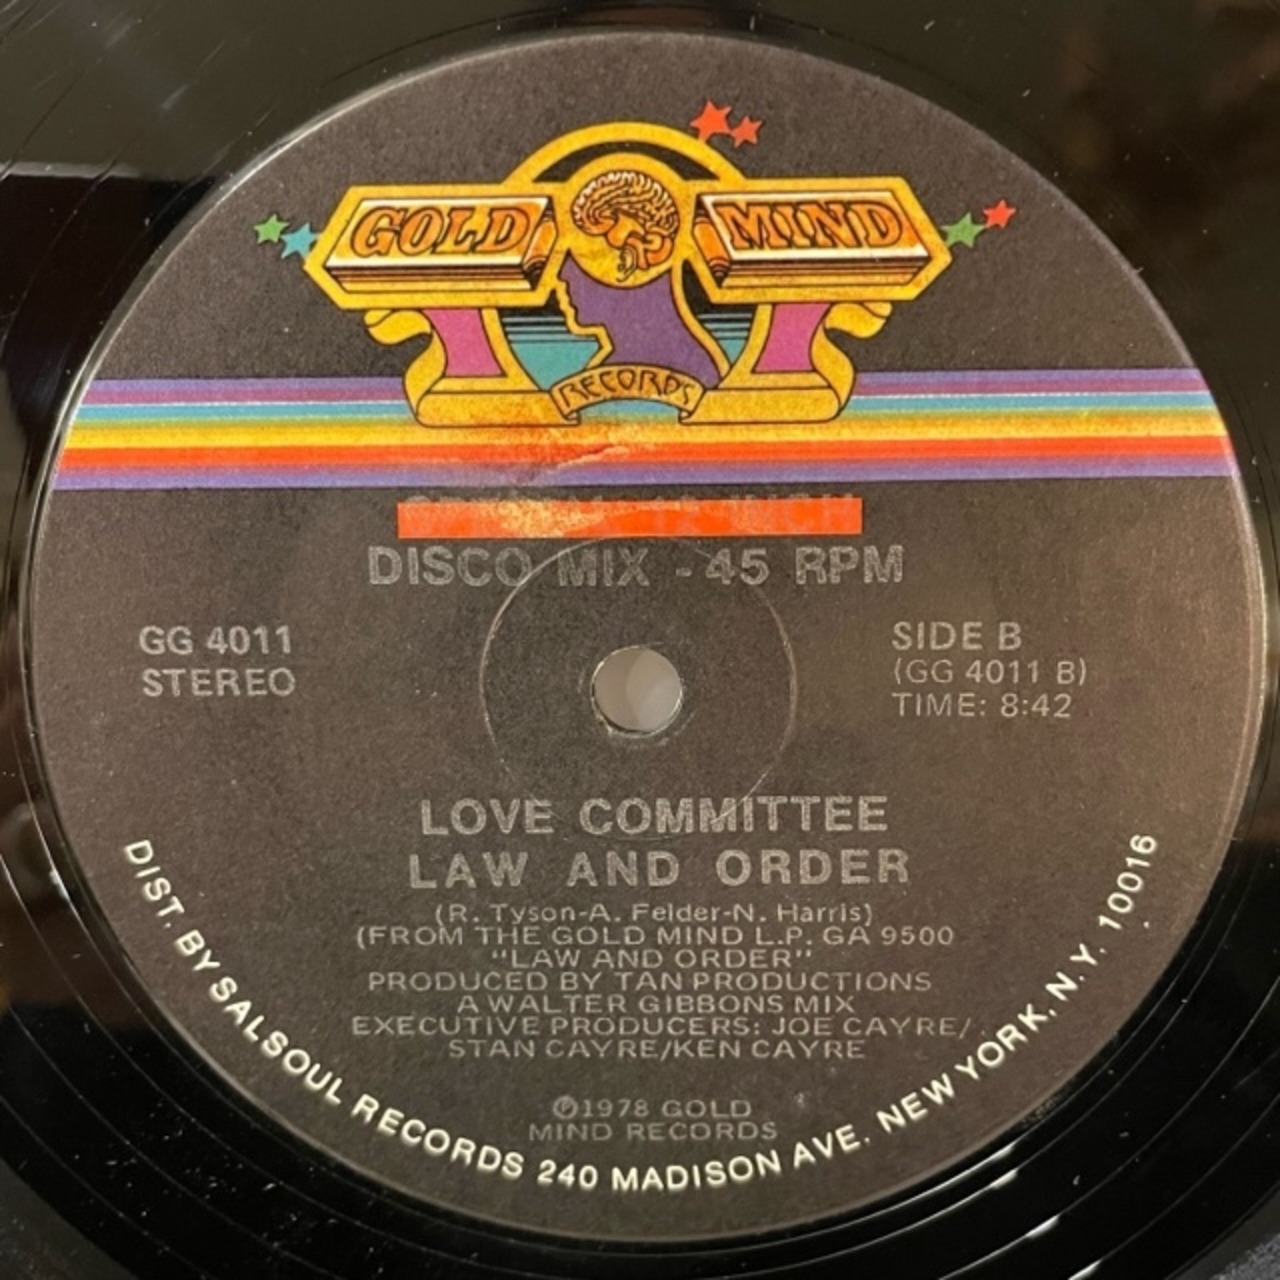 GOLD MIND
RECORDS
12 INCH
DISCO MIX - 45 RPM
GG 4011
STEREO
SIDE B
(GG 4011 B)
TIME: 8:42
LOVE COMMITTEE
LAW AND ORDER
(R. Tyson-A. Felder-N. Harris)
(FROM THE GOLD MIND L.P. GA 9500
"LAW AND ORDER"
PRODUCED BY TAN PRODUCTIONS
A WALTER GIBBONS MIX
EXECUTIVE PRODUCERS: JOE CAYRE/
STAN CAYRE/KEN CAYRE
℗1978 GOLD
MIND RECORDS
DIST. BY SALSOUL RECORDS 240 MADISON AVE. NEW YORK, N.Y. 10016